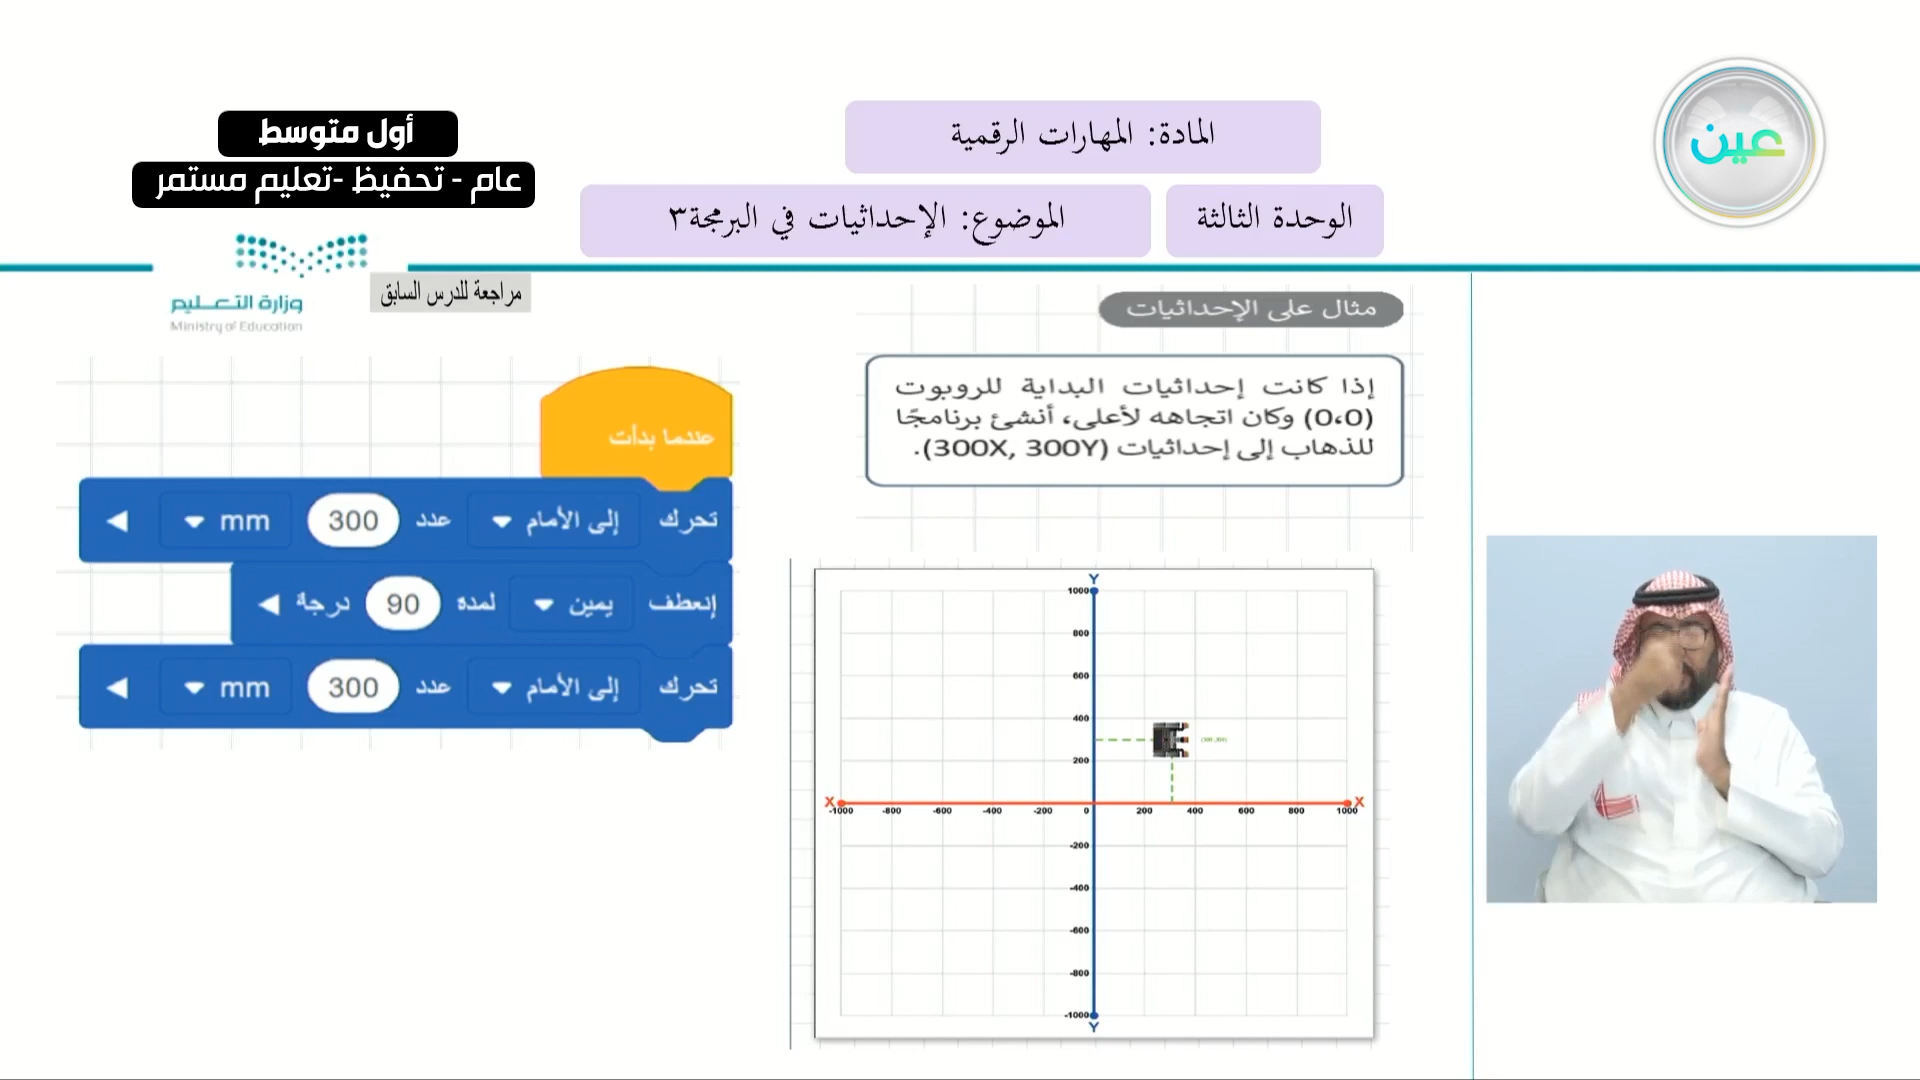 عين
أول متوسط
عام - تحفيظ -تعليم مستمر
المادة: المهارات الرقمية
الوحدة الثالثة
الموضوع: الإحداثيات في البرمجة٣
وزارة التعـليم
Ministry of Education
مراجعة للدرس السابق
مثال على الإحداثيات
إذا كانت إحداثيات البداية للروبوت
(0،0) وكان اتجاهه لأعلى، أنشئ برنامجًا
للذهاب إلى إحداثيات (300X, 300Y).
عندما بدأت
تحرك إلى الأمام عدد 300 mm
إنعطف يمين لمدة 90 درجة
تحرك إلى الأمام عدد 300 mm
Y
1000
800
600
400
200
X -1000 -800 -600 -400 -200 0 200 400 600 800 1000 X
-200
-400
-600
-800
-1000
Y